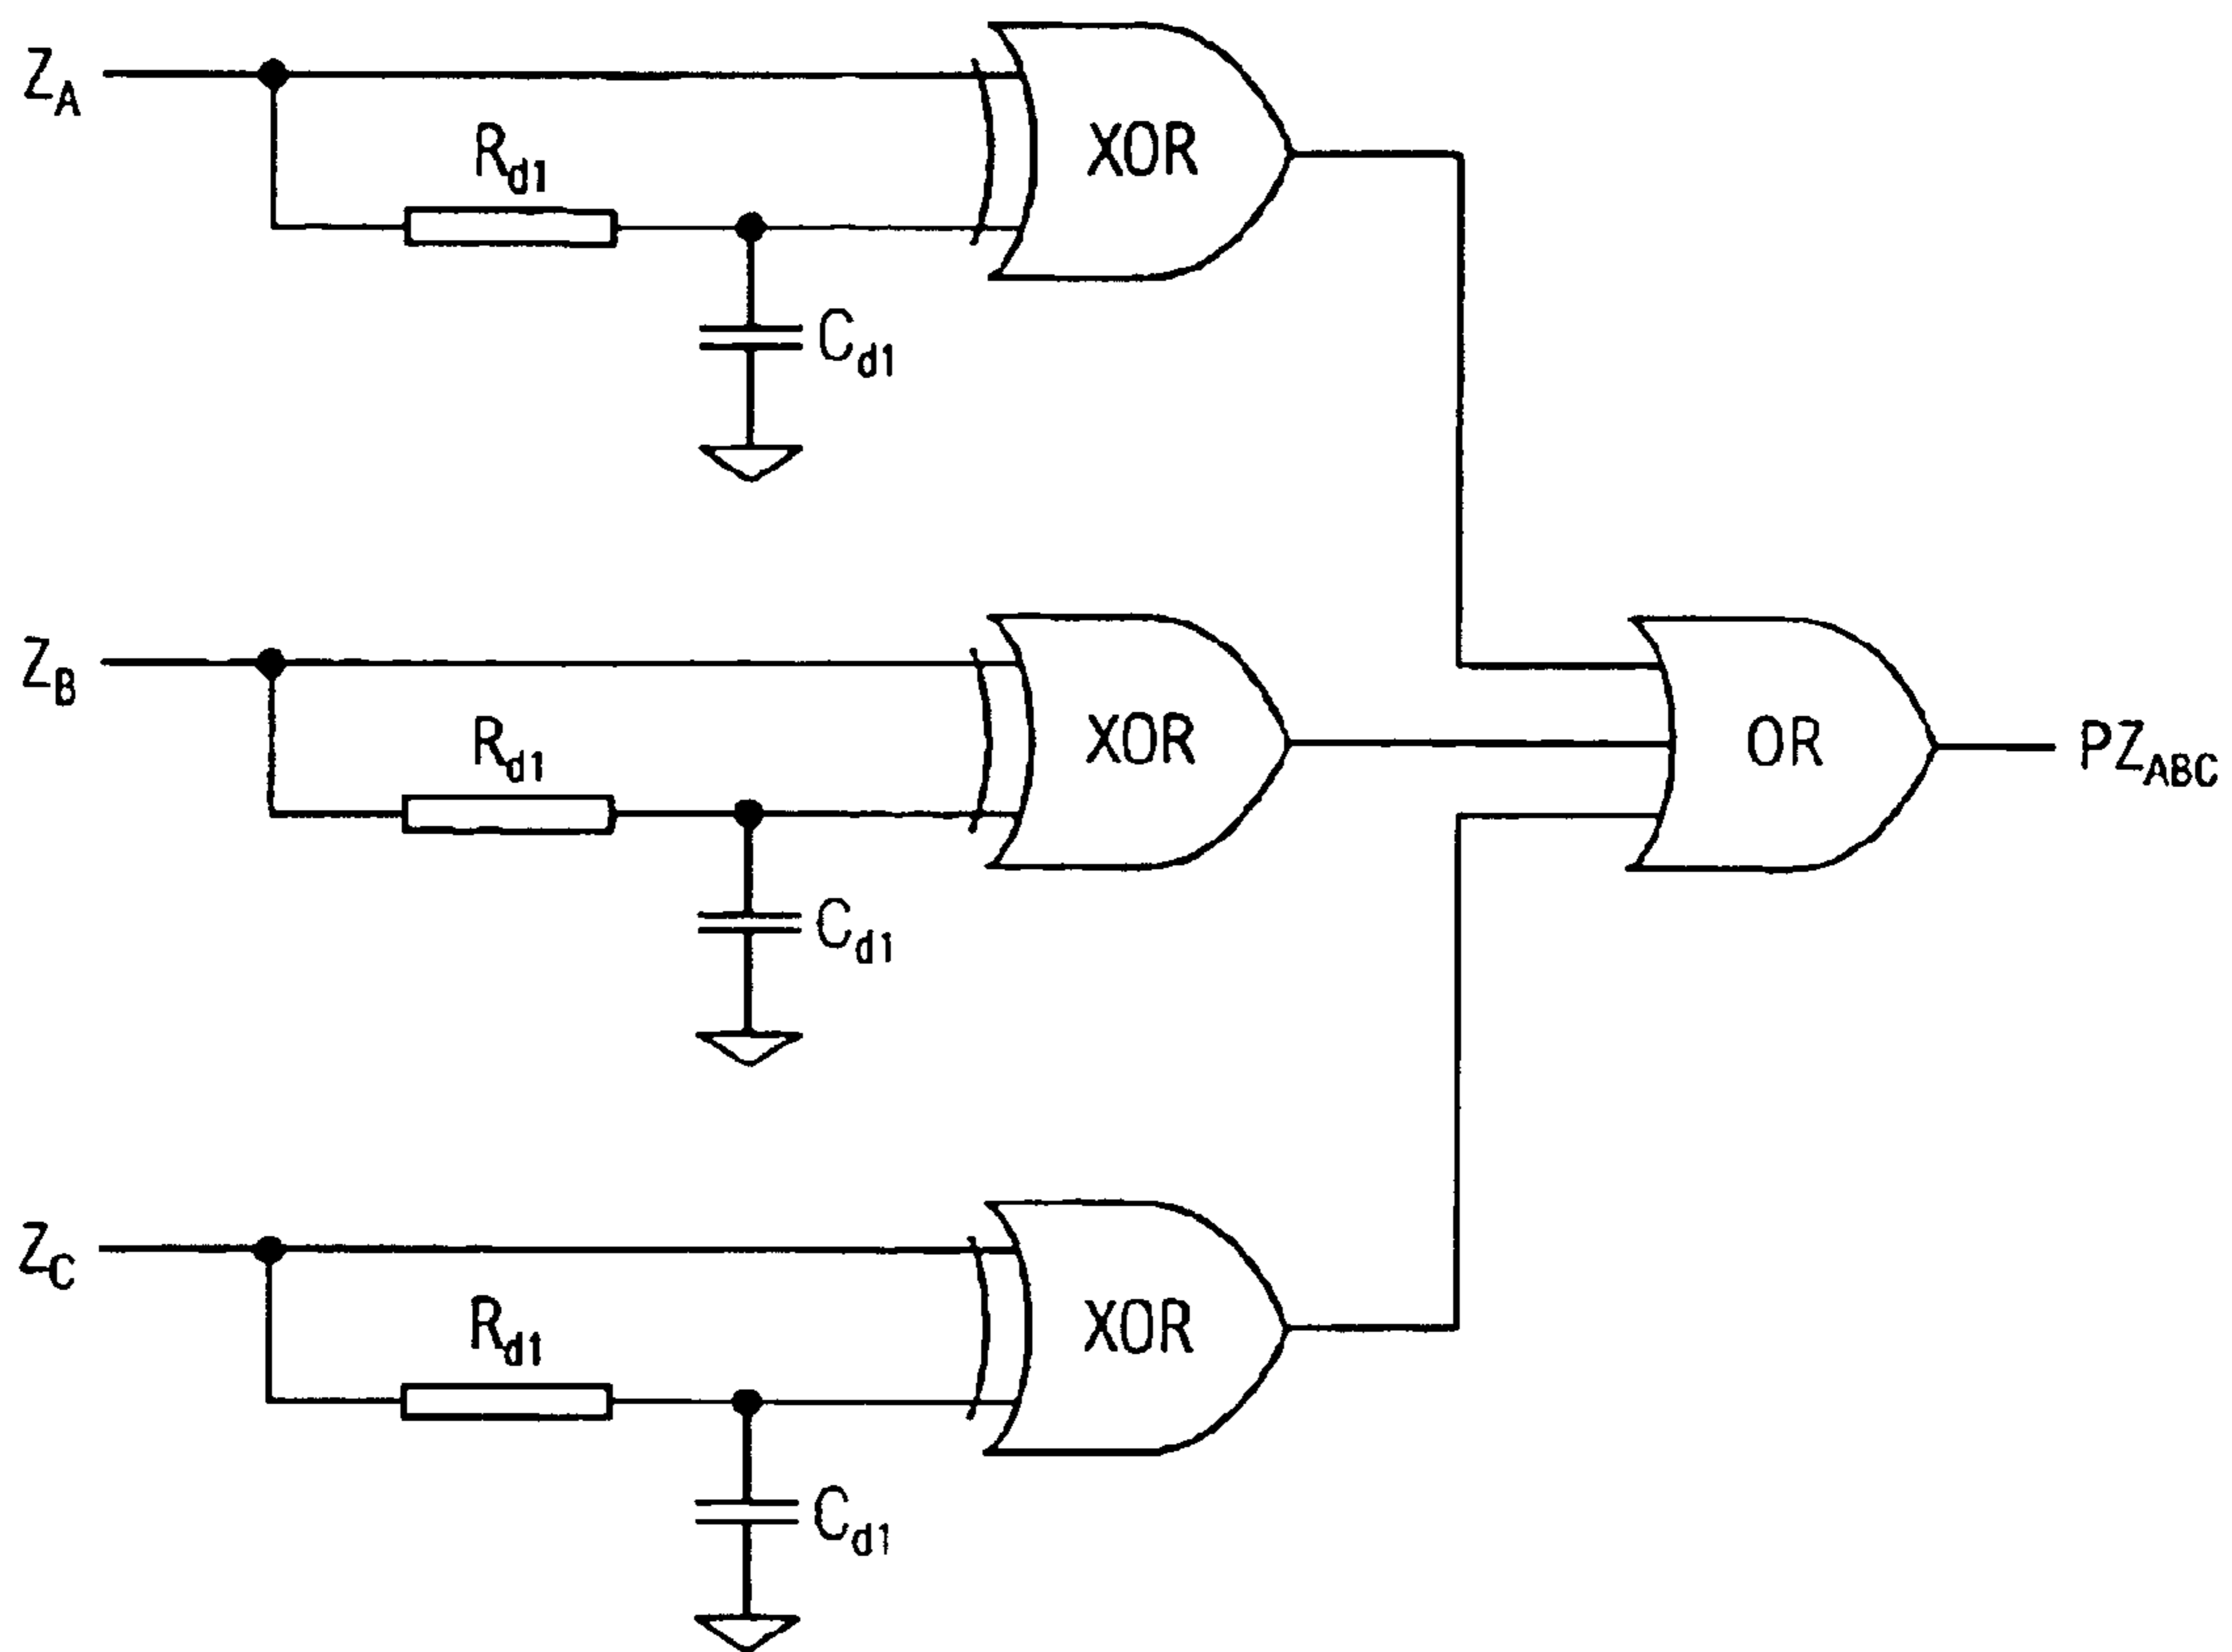 Z_A
R_d1
XOR
C_d1
Z_B
R_d1
XOR
OR
PZ_ABC
C_d1
Z_C
R_d1
XOR
C_d1